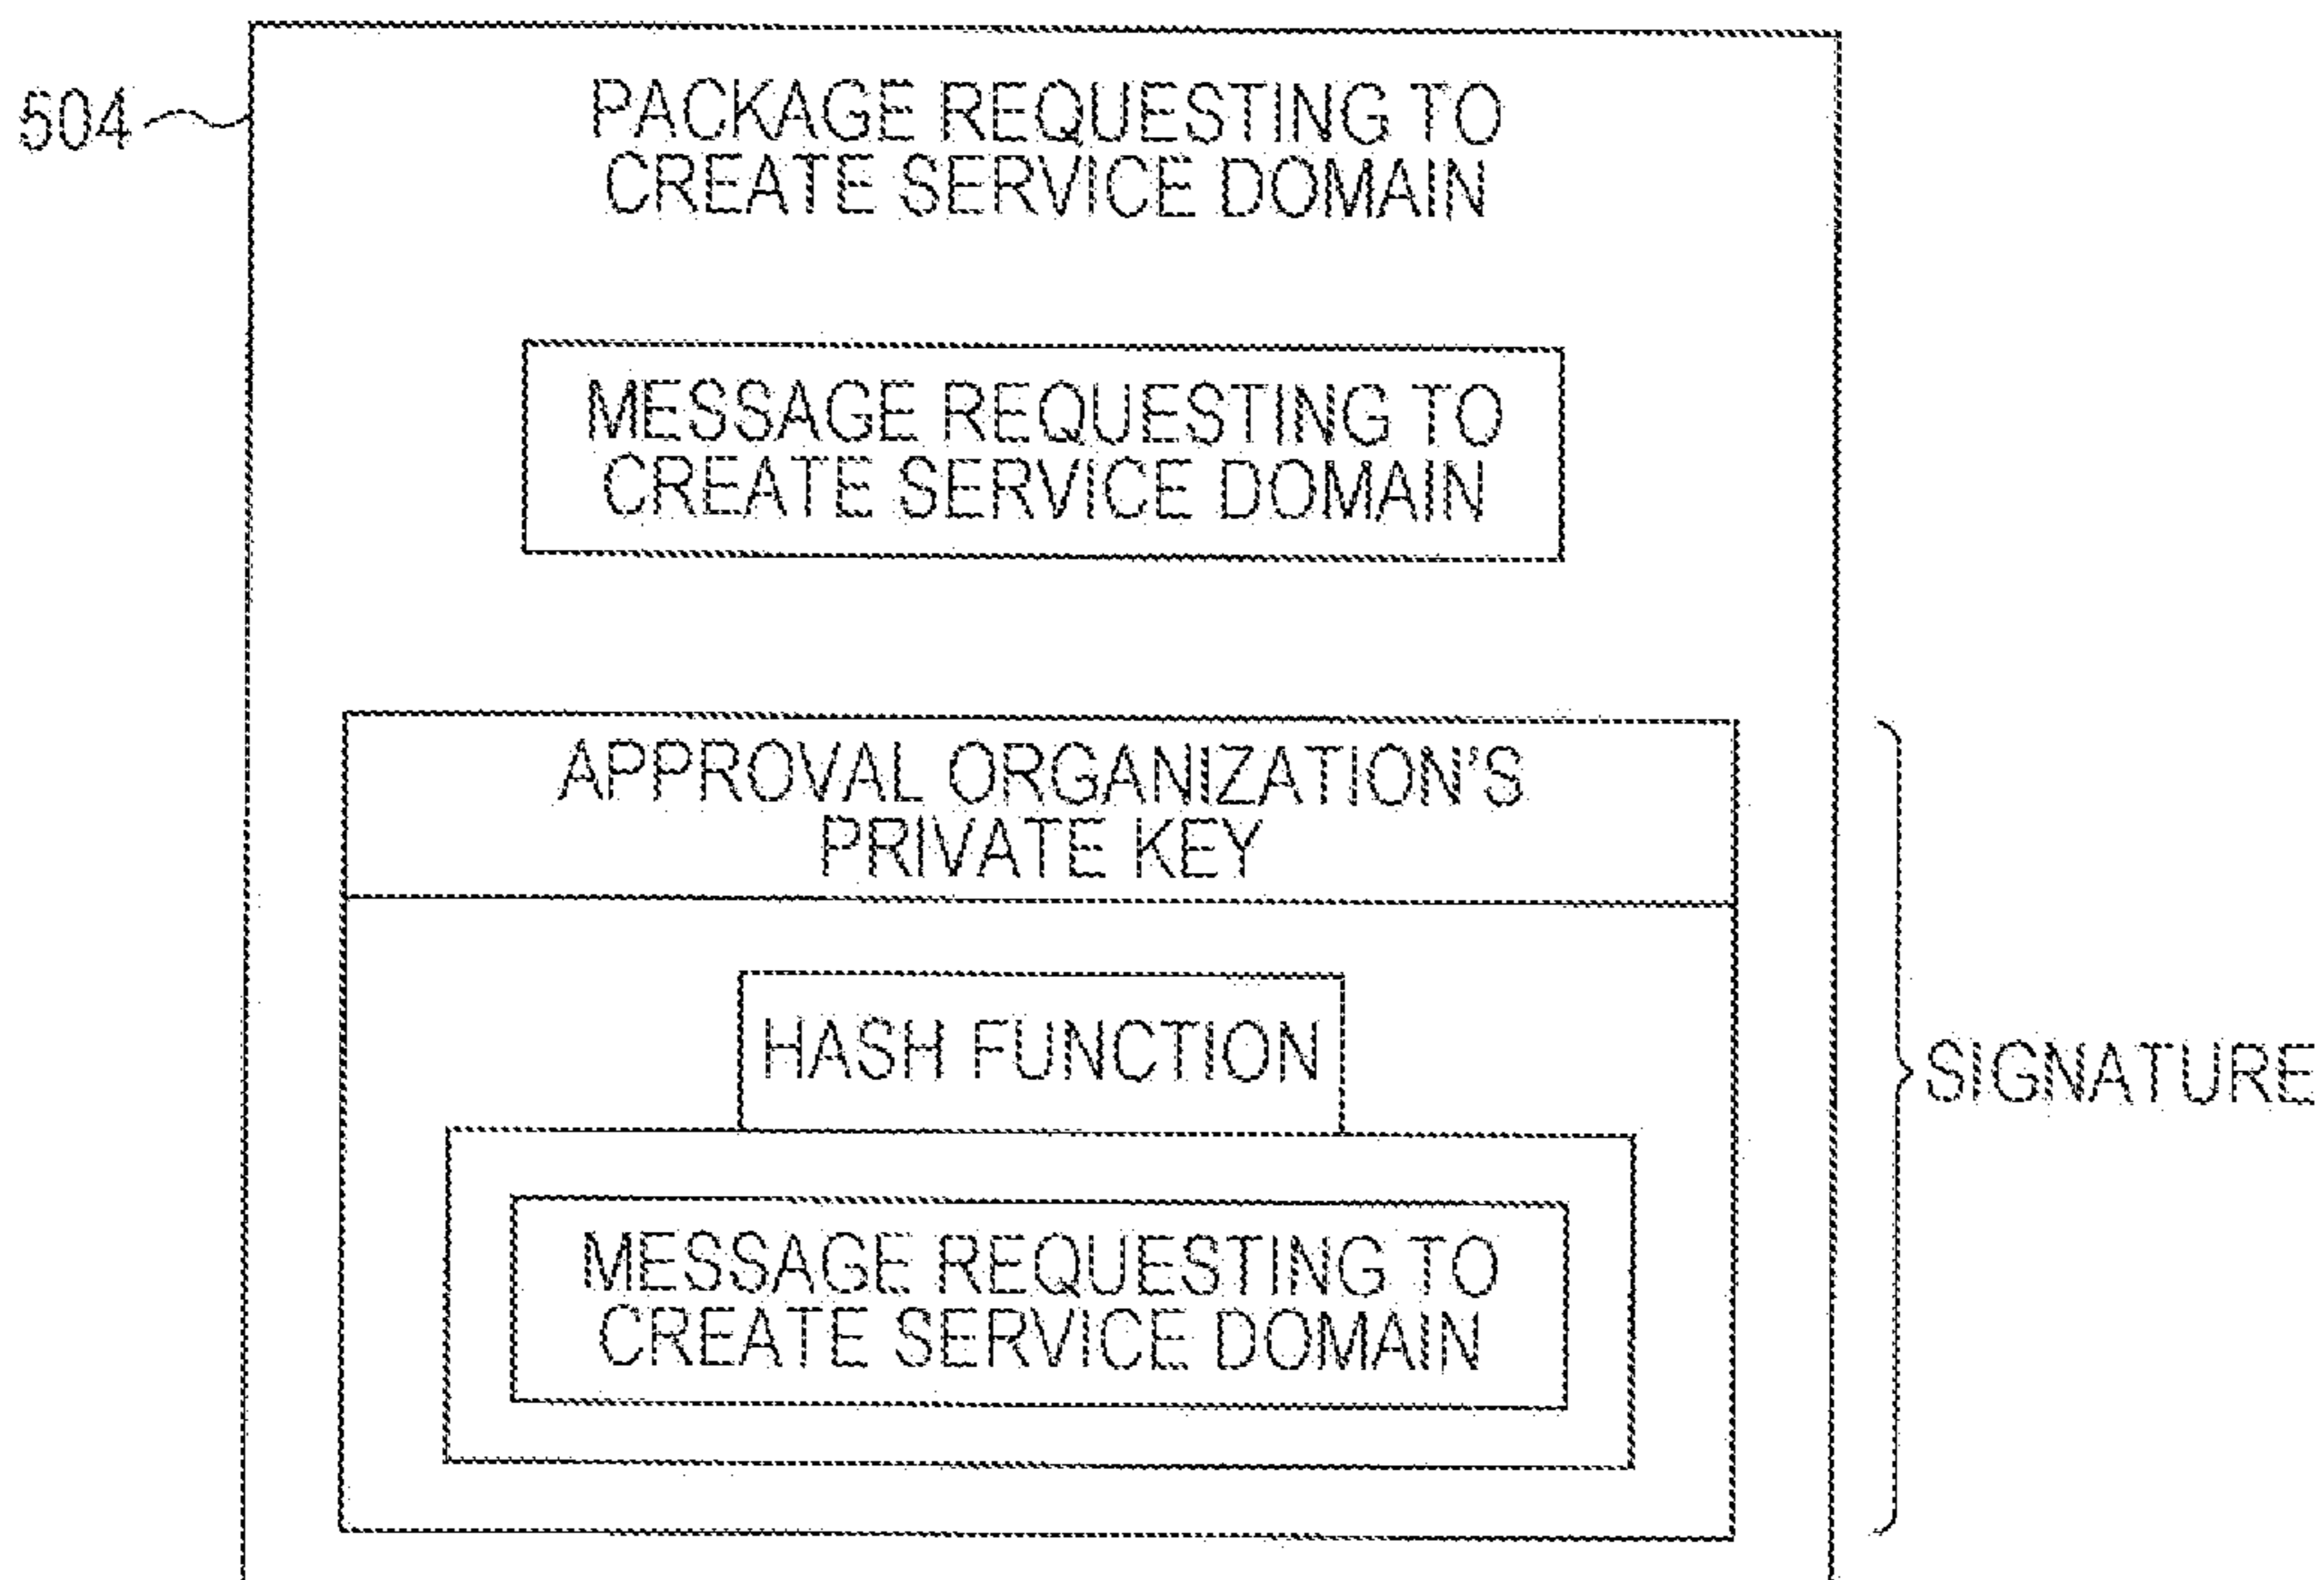 504
PACKAGE REQUESTING TO
CREATE SERVICE DOMAIN
MESSAGE REQUESTING TO
CREATE SERVICE DOMAIN
APPROVAL ORGANIZATION'S
PRIVATE KEY
HASH FUNCTION
SIGNATURE
MESSAGE REQUESTING TO
CREATE SERVICE DOMAIN